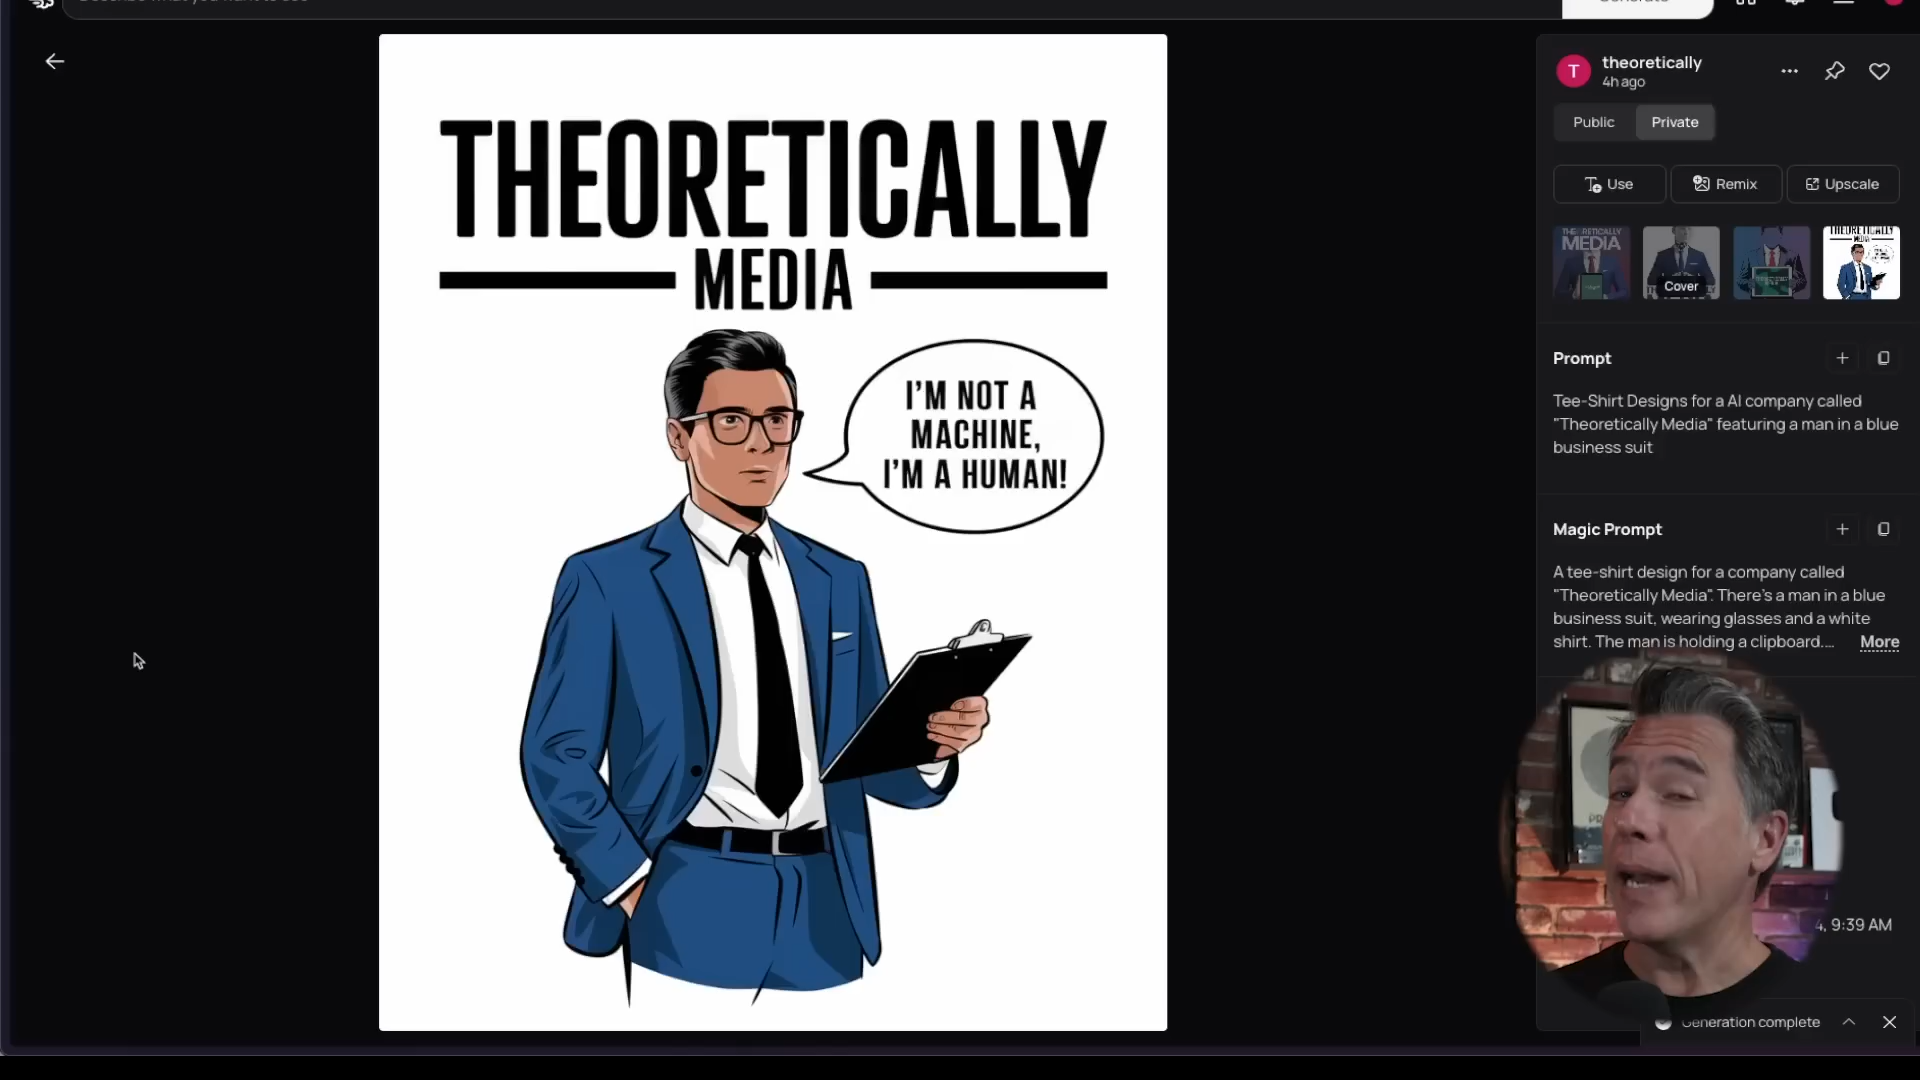 theoretically
4h ago
Public
Private
Use
Remix
Upscale
Cover
THEORETICALLY
MEDIA
I'M NOT A
MACHINE,
I'M A HUMAN!
Prompt
Tee-Shirt Designs for a AI company called
"Theoretically Media" featuring a man in a blue
business suit
Magic Prompt
A tee-shirt design for a company called
"Theoretically Media". There's a man in a blue
business suit, wearing glasses and a white
shirt. The man is holding a clipboard....
More
4, 9:39 AM
Generation complete